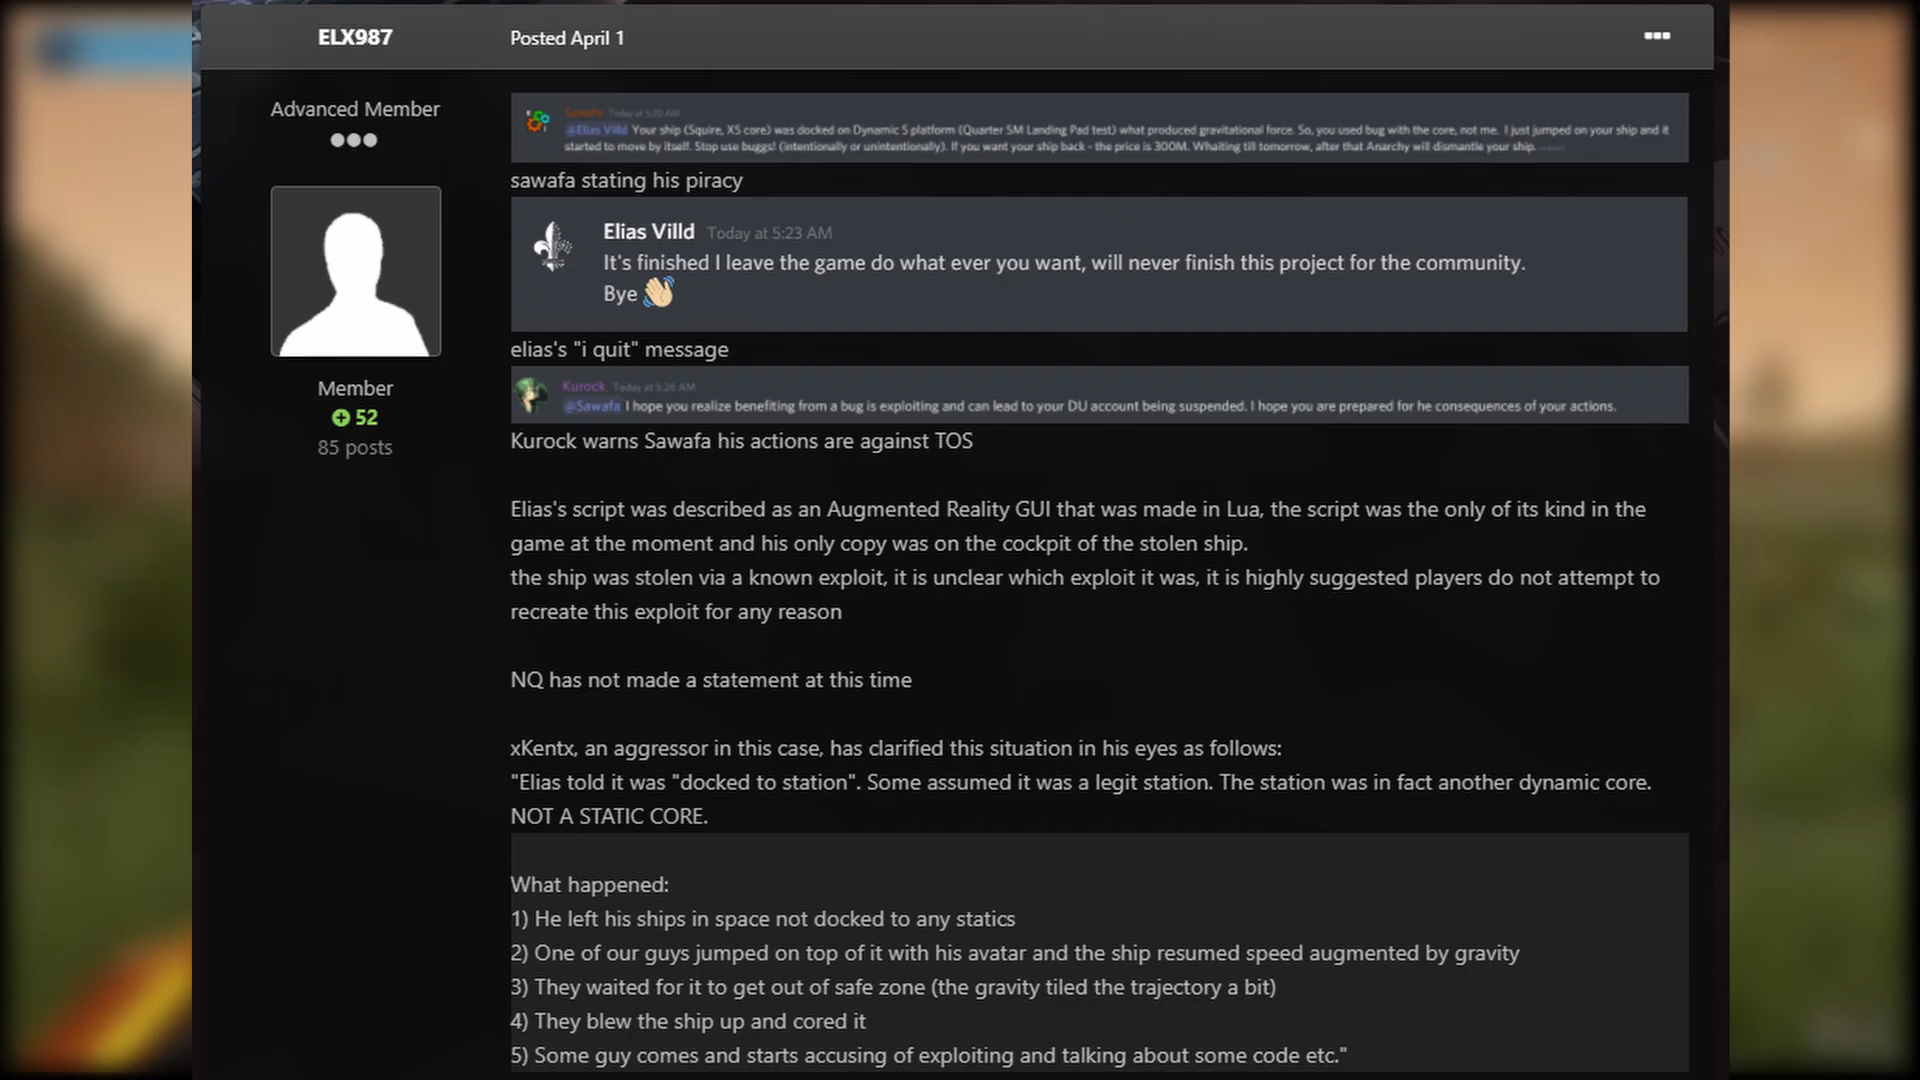 ELX987
Posted April 1
Advanced Member
Sawafa Today at 5:20 AM
@Elias Villd Your ship (Squire, XS core) was docked on Dynamic S platform (Quarter SM Landing Pad test) what produced gravitational force. So, you used bug with the core, not me. I just jumped on your ship and it
started to move by itself. Stop use buggs! (intentionally or unintentionally). If you want your ship back - the price is 300M. Whaiting till tomorrow, after that Anarchy will dismantle your ship. (edited)
sawafa stating his piracy
Elias Villd Today at 5:23 AM
It's finished I leave the game do what ever you want, will never finish this project for the community.
Bye 👋🏻
elias's "i quit" message
Kurock Today at 5:26 AM
@Sawafa I hope you realize benefiting from a bug is exploiting and can lead to your DU account being suspended. I hope you are prepared for he consequences of your actions.
Member
52
85 posts
Kurock warns Sawafa his actions are against TOS
Elias's script was described as an Augmented Reality GUI that was made in Lua, the script was the only of its kind in the
game at the moment and his only copy was on the cockpit of the stolen ship.
the ship was stolen via a known exploit, it is unclear which exploit it was, it is highly suggested players do not attempt to
recreate this exploit for any reason
NQ has not made a statement at this time
xKentx, an aggressor in this case, has clarified this situation in his eyes as follows:
"Elias told it was "docked to station". Some assumed it was a legit station. The station was in fact another dynamic core.
NOT A STATIC CORE.
What happened:
1) He left his ships in space not docked to any statics
2) One of our guys jumped on top of it with his avatar and the ship resumed speed augmented by gravity
3) They waited for it to get out of safe zone (the gravity tiled the trajectory a bit)
4) They blew the ship up and cored it
5) Some guy comes and starts accusing of exploiting and talking about some code etc."